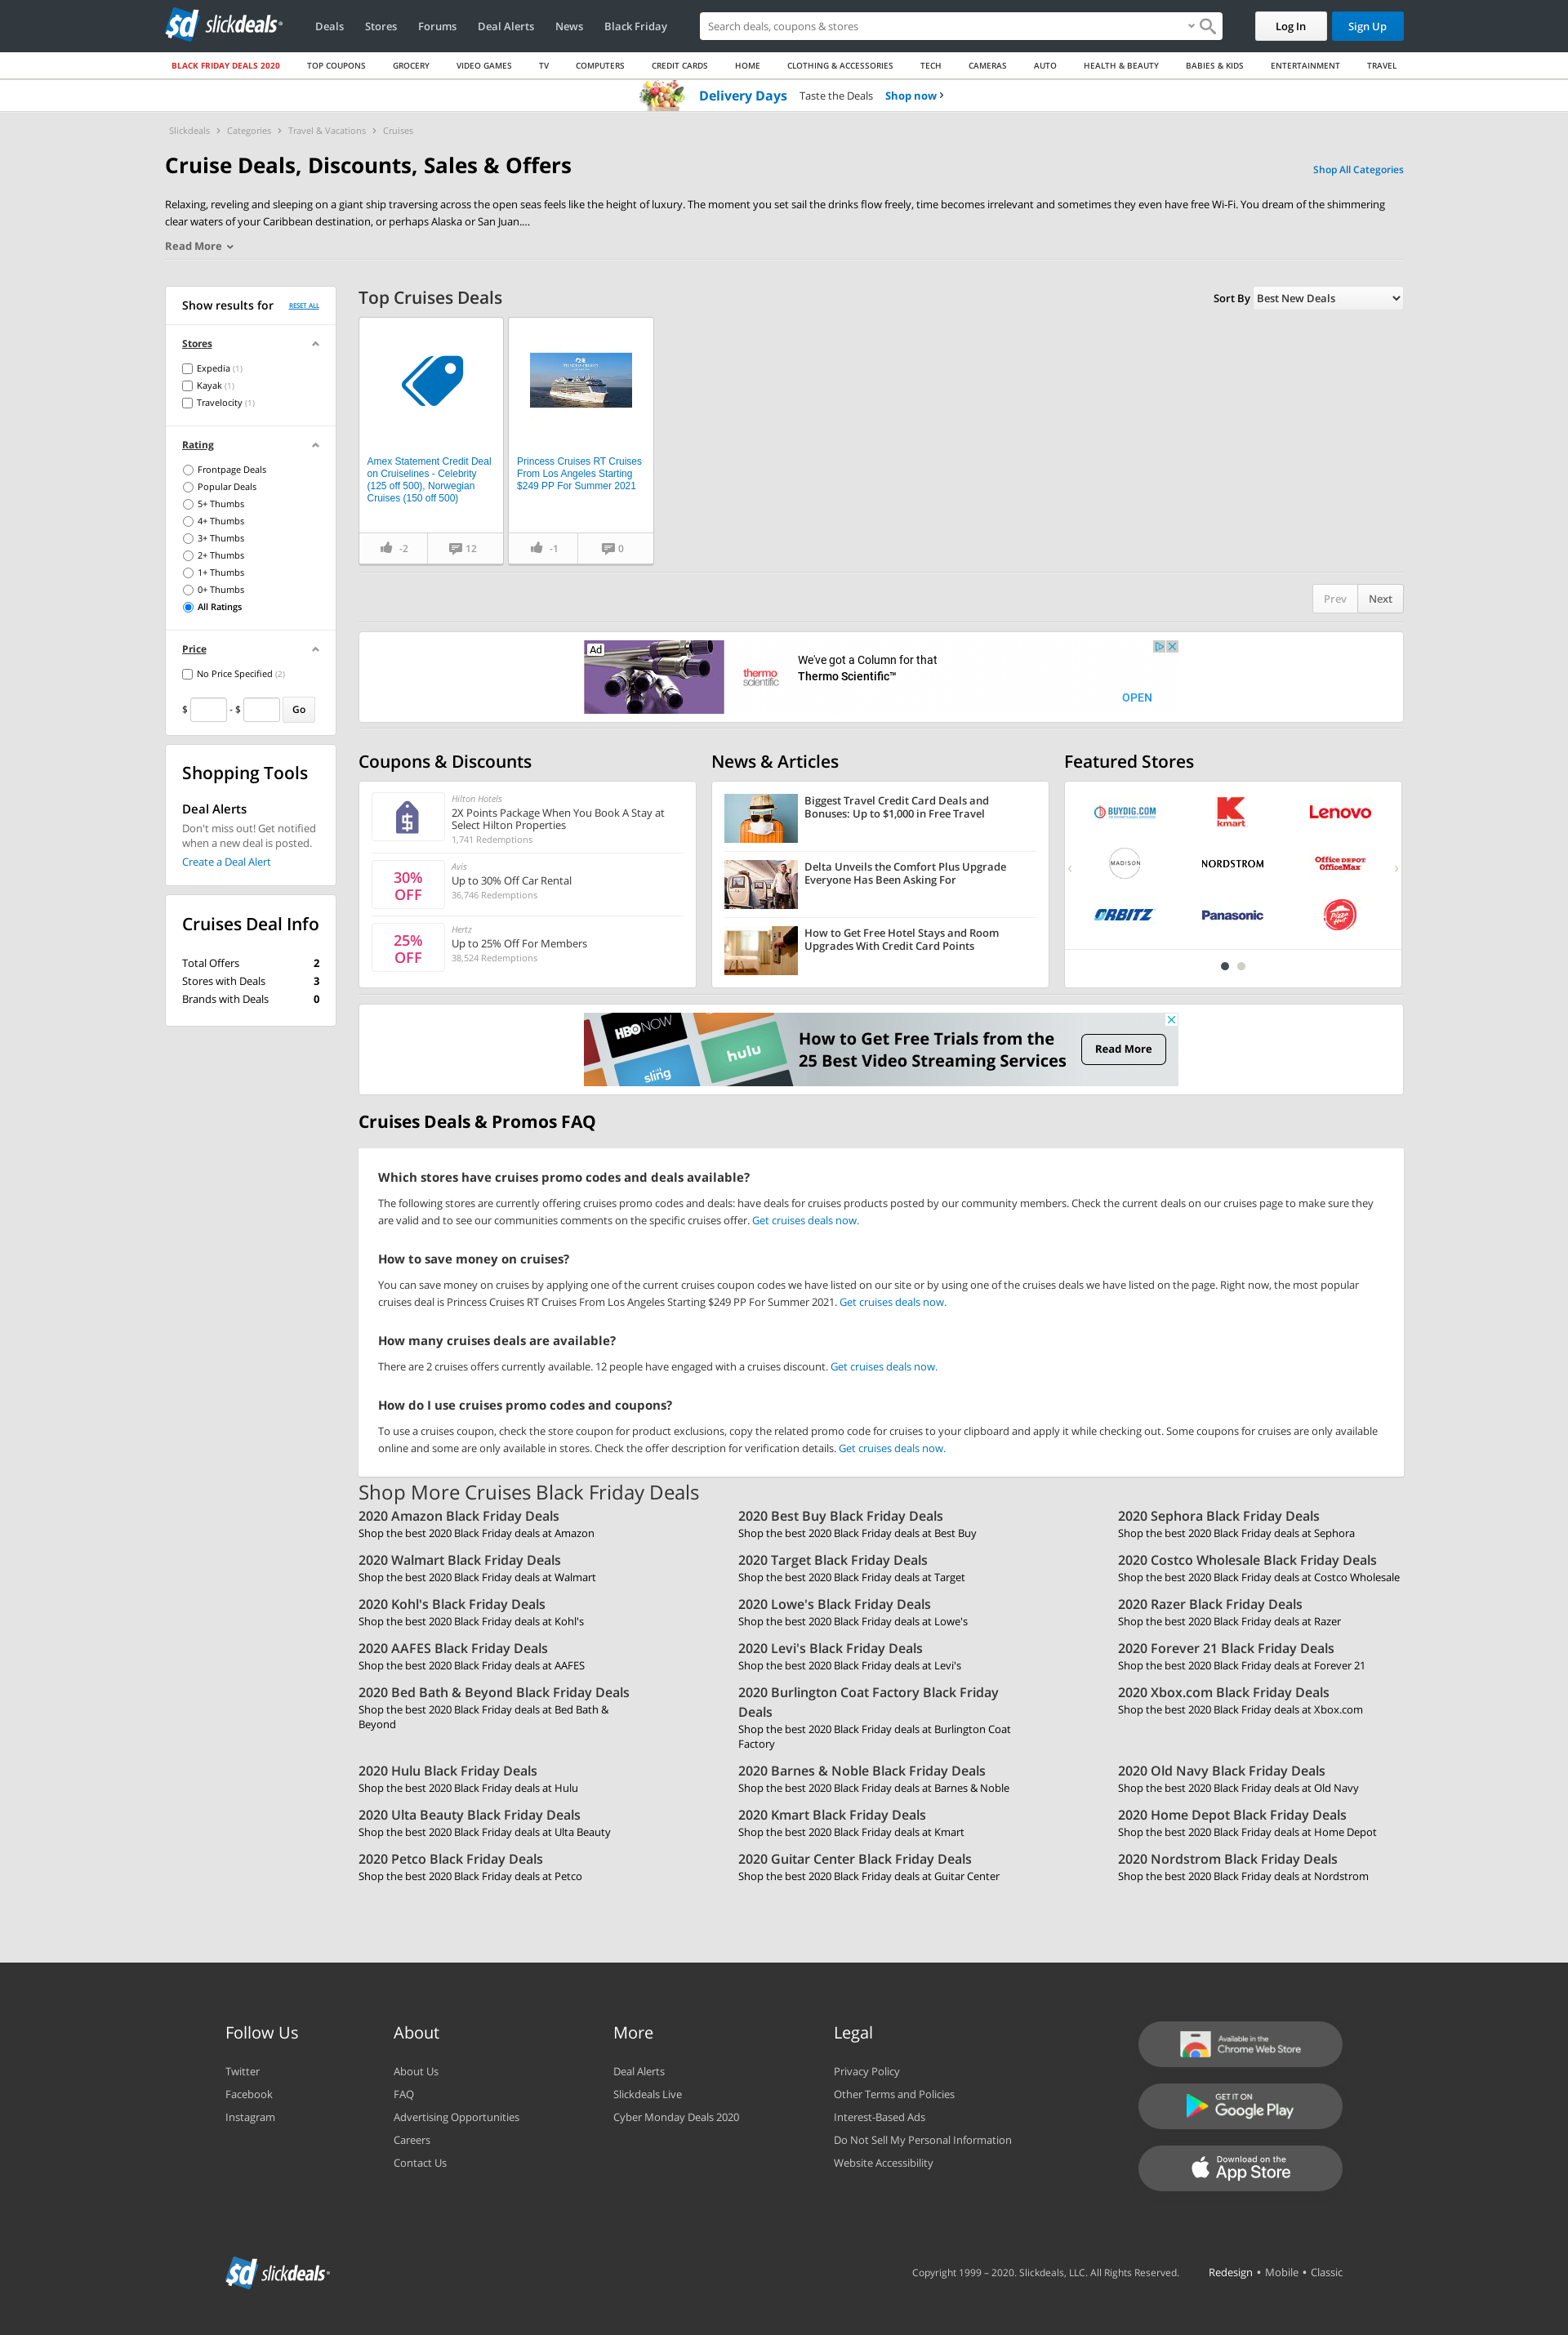 sd slickdeals
Deals Stores Forums Deal Alerts News Black Friday
Search deals, coupons & stores
Log In Sign Up
BLACK FRIDAY DEALS 2020 TOP COUPONS GROCERY VIDEO GAMES TV COMPUTERS CREDIT CARDS HOME CLOTHING & ACCESSORIES TECH CAMERAS AUTO HEALTH & BEAUTY BABIES & KIDS ENTERTAINMENT TRAVEL
Delivery Days Taste the Deals Shop now ›
Slickdeals › Categories › Travel & Vacations › Cruises
Cruise Deals, Discounts, Sales & Offers
Shop All Categories
Relaxing, reveling and sleeping on a giant ship traversing across the open seas feels like the height of luxury. The moment you set sail the drinks flow freely, time becomes irrelevant and sometimes they even have free Wi-Fi. You dream of the shimmering
clear waters of your Caribbean destination, or perhaps Alaska or San Juan....
Read More
Show results for RESET ALL
Stores
Expedia (1)
Kayak (1)
Travelocity (1)
Rating
Frontpage Deals
Popular Deals
5+ Thumbs
4+ Thumbs
3+ Thumbs
2+ Thumbs
1+ Thumbs
0+ Thumbs
All Ratings
Price
No Price Specified (2)
$ - $ Go
Shopping Tools
Deal Alerts
Don't miss out! Get notified
when a new deal is posted.
Create a Deal Alert
Cruises Deal Info
Total Offers 2
Stores with Deals 3
Brands with Deals 0
Top Cruises Deals
Sort By Best New Deals
Amex Statement Credit Deal
on Cruiselines - Celebrity
(125 off 500), Norwegian
Cruises (150 off 500)
-2 12
Princess Cruises RT Cruises
From Los Angeles Starting
$249 PP For Summer 2021
-1 0
Prev Next
Ad
thermo
scientific
We've got a Column for that
Thermo Scientific™
OPEN
Coupons & Discounts
Hilton Hotels
2X Points Package When You Book A Stay at
Select Hilton Properties
1,741 Redemptions
30%
OFF
Avis
Up to 30% Off Car Rental
36,746 Redemptions
25%
OFF
Hertz
Up to 25% Off For Members
38,524 Redemptions
News & Articles
Biggest Travel Credit Card Deals and
Bonuses: Up to $1,000 in Free Travel
Delta Unveils the Comfort Plus Upgrade
Everyone Has Been Asking For
How to Get Free Hotel Stays and Room
Upgrades With Credit Card Points
Featured Stores
BUYDIG.COM
kmart
Lenovo
MADISON
NORDSTROM
Office DEPOT
OfficeMax
ORBITZ
Panasonic
Pizza Hut
HBO NOW
sling
hulu
How to Get Free Trials from the
25 Best Video Streaming Services
Read More
Cruises Deals & Promos FAQ
Which stores have cruises promo codes and deals available?
The following stores are currently offering cruises promo codes and deals: have deals for cruises products posted by our community members. Check the current deals on our cruises page to make sure they
are valid and to see our communities comments on the specific cruises offer. Get cruises deals now.
How to save money on cruises?
You can save money on cruises by applying one of the current cruises coupon codes we have listed on our site or by using one of the cruises deals we have listed on the page. Right now, the most popular
cruises deal is Princess Cruises RT Cruises From Los Angeles Starting $249 PP For Summer 2021. Get cruises deals now.
How many cruises deals are available?
There are 2 cruises offers currently available. 12 people have engaged with a cruises discount. Get cruises deals now.
How do I use cruises promo codes and coupons?
To use a cruises coupon, check the store coupon for product exclusions, copy the related promo code for cruises to your clipboard and apply it while checking out. Some coupons for cruises are only available
online and some are only available in stores. Check the offer description for verification details. Get cruises deals now.
Shop More Cruises Black Friday Deals
2020 Amazon Black Friday Deals
Shop the best 2020 Black Friday deals at Amazon
2020 Best Buy Black Friday Deals
Shop the best 2020 Black Friday deals at Best Buy
2020 Sephora Black Friday Deals
Shop the best 2020 Black Friday deals at Sephora
2020 Walmart Black Friday Deals
Shop the best 2020 Black Friday deals at Walmart
2020 Target Black Friday Deals
Shop the best 2020 Black Friday deals at Target
2020 Costco Wholesale Black Friday Deals
Shop the best 2020 Black Friday deals at Costco Wholesale
2020 Kohl's Black Friday Deals
Shop the best 2020 Black Friday deals at Kohl's
2020 Lowe's Black Friday Deals
Shop the best 2020 Black Friday deals at Lowe's
2020 Razer Black Friday Deals
Shop the best 2020 Black Friday deals at Razer
2020 AAFES Black Friday Deals
Shop the best 2020 Black Friday deals at AAFES
2020 Levi's Black Friday Deals
Shop the best 2020 Black Friday deals at Levi's
2020 Forever 21 Black Friday Deals
Shop the best 2020 Black Friday deals at Forever 21
2020 Bed Bath & Beyond Black Friday Deals
Shop the best 2020 Black Friday deals at Bed Bath &
Beyond
2020 Burlington Coat Factory Black Friday
Deals
Shop the best 2020 Black Friday deals at Burlington Coat
Factory
2020 Xbox.com Black Friday Deals
Shop the best 2020 Black Friday deals at Xbox.com
2020 Hulu Black Friday Deals
Shop the best 2020 Black Friday deals at Hulu
2020 Barnes & Noble Black Friday Deals
Shop the best 2020 Black Friday deals at Barnes & Noble
2020 Old Navy Black Friday Deals
Shop the best 2020 Black Friday deals at Old Navy
2020 Ulta Beauty Black Friday Deals
Shop the best 2020 Black Friday deals at Ulta Beauty
2020 Kmart Black Friday Deals
Shop the best 2020 Black Friday deals at Kmart
2020 Home Depot Black Friday Deals
Shop the best 2020 Black Friday deals at Home Depot
2020 Petco Black Friday Deals
Shop the best 2020 Black Friday deals at Petco
2020 Guitar Center Black Friday Deals
Shop the best 2020 Black Friday deals at Guitar Center
2020 Nordstrom Black Friday Deals
Shop the best 2020 Black Friday deals at Nordstrom
Follow Us
Twitter
Facebook
Instagram
About
About Us
FAQ
Advertising Opportunities
Careers
Contact Us
More
Deal Alerts
Slickdeals Live
Cyber Monday Deals 2020
Legal
Privacy Policy
Other Terms and Policies
Interest-Based Ads
Do Not Sell My Personal Information
Website Accessibility
Available in the
Chrome Web Store
GET IT ON
Google Play
Download on the
App Store
sd slickdeals
Copyright 1999 – 2020. Slickdeals, LLC. All Rights Reserved.
Redesign • Mobile • Classic